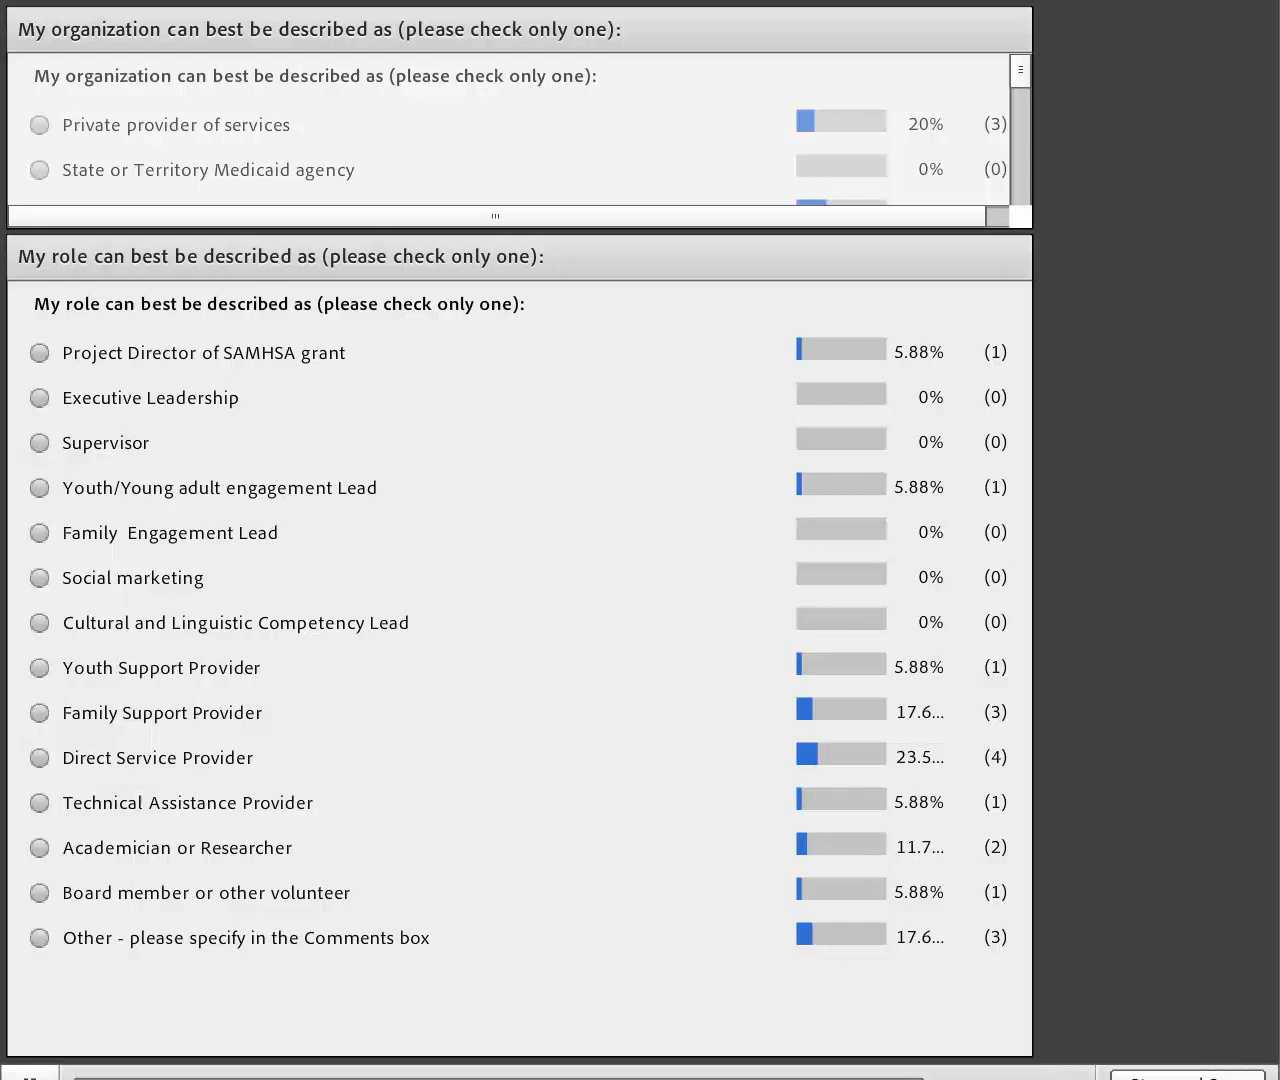 My organization can best be described as (please check only one):
My organization can best be described as (please check only one):
Private provider of services 20% (3)
State or Territory Medicaid agency 0% (0)
My role can best be described as (please check only one):
My role can best be described as (please check only one):
Project Director of SAMHSA grant 5.88% (1)
Executive Leadership 0% (0)
Supervisor 0% (0)
Youth/Young adult engagement Lead 5.88% (1)
Family  Engagement Lead 0% (0)
Social marketing 0% (0)
Cultural and Linguistic Competency Lead 0% (0)
Youth Support Provider 5.88% (1)
Family Support Provider 17.6... (3)
Direct Service Provider 23.5... (4)
Technical Assistance Provider 5.88% (1)
Academician or Researcher 11.7... (2)
Board member or other volunteer 5.88% (1)
Other - please specify in the Comments box 17.6... (3)